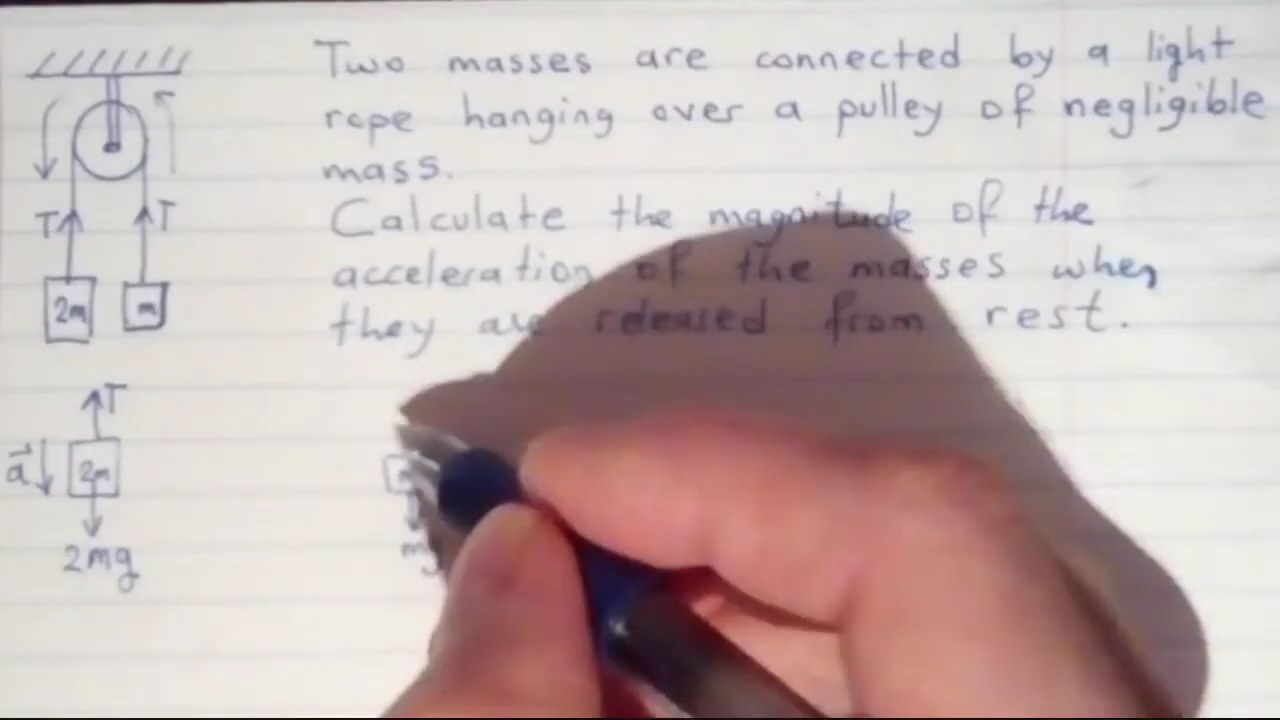 Two masses are connected by a light
rope hanging over a pulley of negligible
mass.
Calculate the magnitude of the
acceleration of the masses when
they are released from rest.
T T
2m m
T
a 2m
2mg
mg